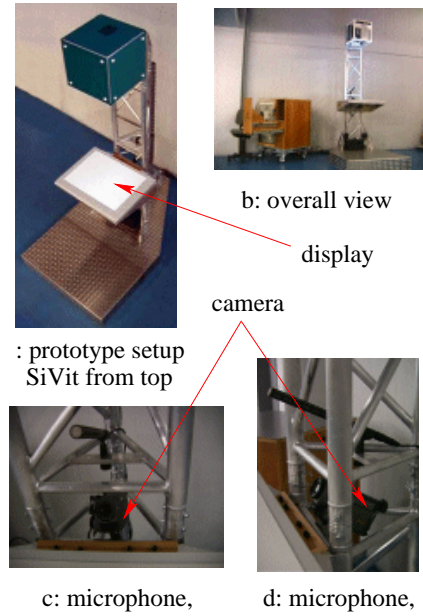 b: overall view
display
camera
: prototype setup
SiVit from top
c: microphone,
d: microphone,